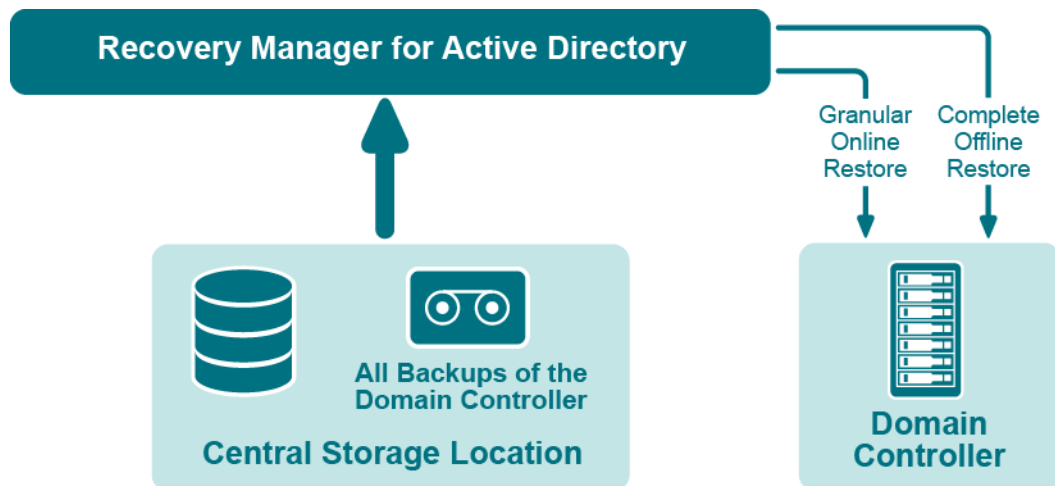 Recovery Manager for Active Directory
Granular
Online
Restore
Complete
Offline
Restore
All Backups of the
Domain Controller
Central Storage Location
Domain
Controller